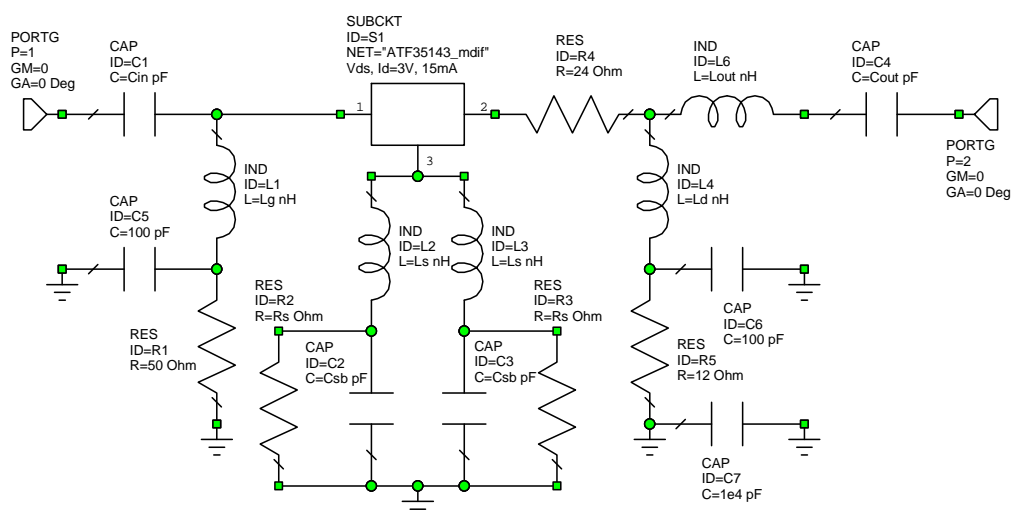 PORTG
P=1
GM=0
GA=0 Deg
CAP
ID=C1
C=Cin pF
SUBCKT
ID=S1
NET="ATF35143_mdif"
Vds, Id=3V, 15mA
1
2
3
RES
ID=R4
R=24 Ohm
IND
ID=L6
L=Lout nH
CAP
ID=C4
C=Cout pF
PORTG
P=2
GM=0
GA=0 Deg
IND
ID=L1
L=Lg nH
CAP
ID=C5
C=100 pF
IND
ID=L2
L=Ls nH
IND
ID=L3
L=Ls nH
IND
ID=L4
L=Ld nH
RES
ID=R1
R=50 Ohm
RES
ID=R2
R=Rs Ohm
CAP
ID=C2
C=Csb pF
CAP
ID=C3
C=Csb pF
RES
ID=R3
R=Rs Ohm
CAP
ID=C6
C=100 pF
RES
ID=R5
R=12 Ohm
CAP
ID=C7
C=1e4 pF